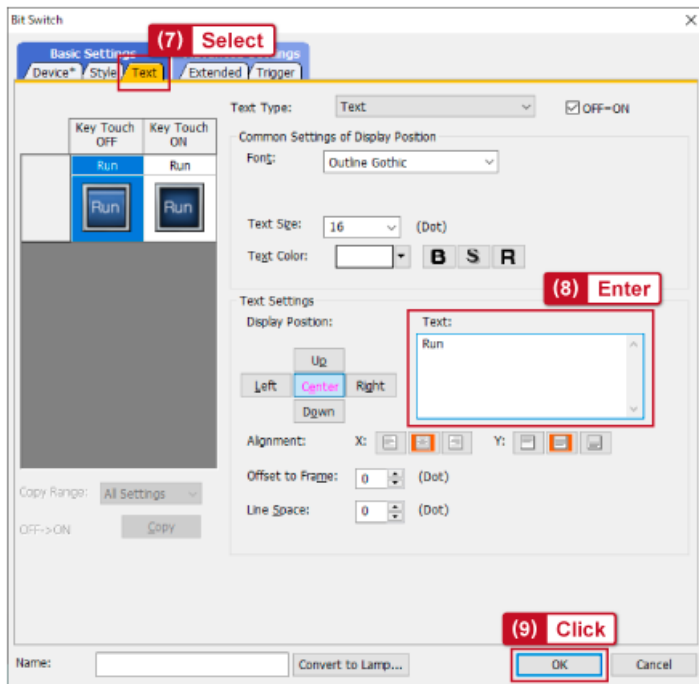 Bit Switch
(7) Select
Basic Settings
Device* Style Text Extended Trigger
Text Type: Text OFF=ON
Key Touch OFF
Key Touch ON
Run Run
Run Run
Common Settings of Display Position
Font: Outline Gothic
Text Size: 16 (Dot)
Text Color: B S R
(8) Enter
Text Settings
Display Position: Text:
Run
Up
Left Center Right
Down
Alignment: X: Y:
Offset to Frame: 0 (Dot)
Line Space: 0 (Dot)
Copy Range: All Settings
OFF->ON Copy
(9) Click
Name: Convert to Lamp... OK Cancel